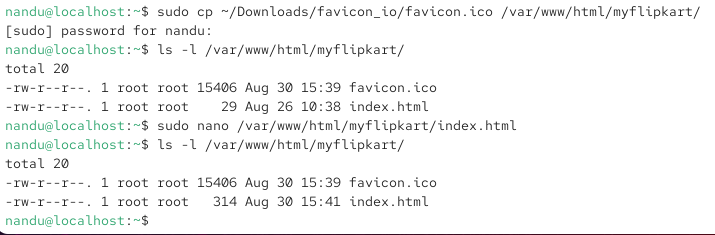 nandu@localhost:~$ sudo cp ~/Downloads/favicon_io/favicon.ico /var/www/html/myflipkart/
[sudo] password for nandu:
nandu@localhost:~$ ls -l /var/www/html/myflipkart/
total 20
-rw-r--r--. 1 root root 15406 Aug 30 15:39 favicon.ico
-rw-r--r--. 1 root root    29 Aug 26 10:38 index.html
nandu@localhost:~$ sudo nano /var/www/html/myflipkart/index.html
nandu@localhost:~$ ls -l /var/www/html/myflipkart/
total 20
-rw-r--r--. 1 root root 15406 Aug 30 15:39 favicon.ico
-rw-r--r--. 1 root root   314 Aug 30 15:41 index.html
nandu@localhost:~$